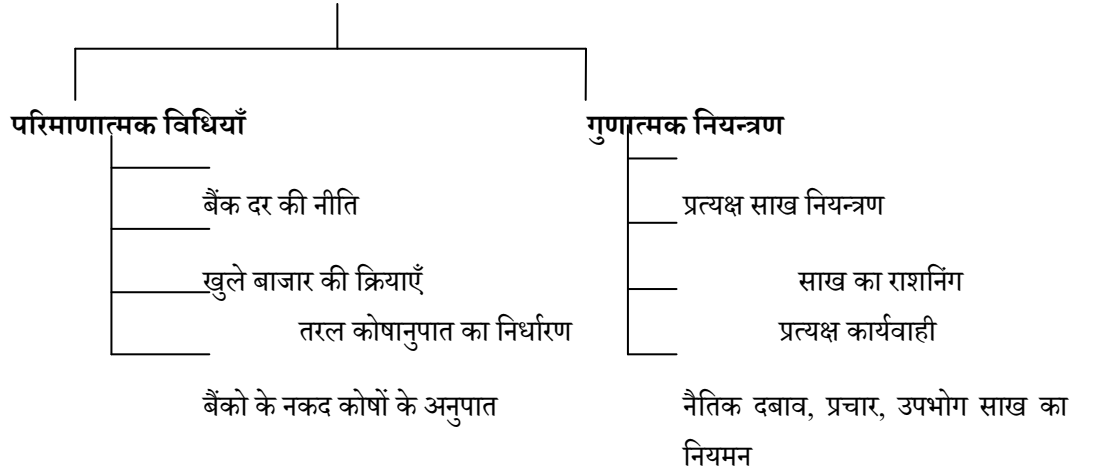 परिमाणात्मक विधियाँ
बैंक दर की नीति
खुले बाजार की क्रियाएँ
तरल कोषानुपात का निर्धारण
बैंको के नकद कोषों के अनुपात
गुणात्मक नियन्त्रण
प्रत्यक्ष साख नियन्त्रण
साख का राशनिंग
प्रत्यक्ष कार्यवाही
नैतिक दबाव, प्रचार, उपभोग साख का
नियमन